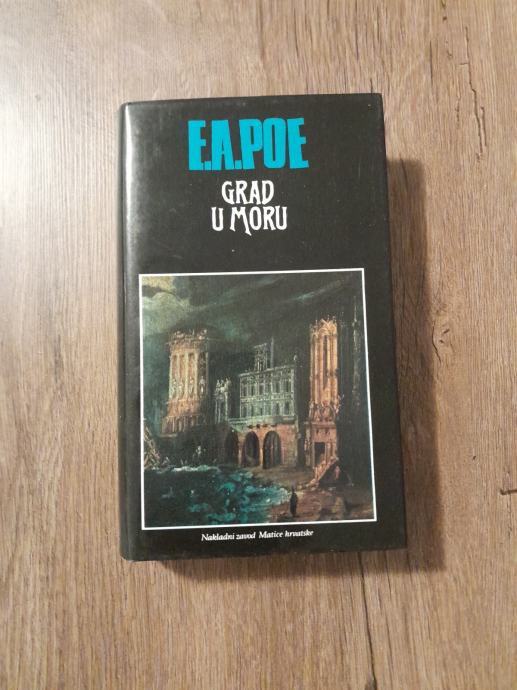 E.A.POE
GRAD
U MORU
Nakladni zavod Matice hrvatske